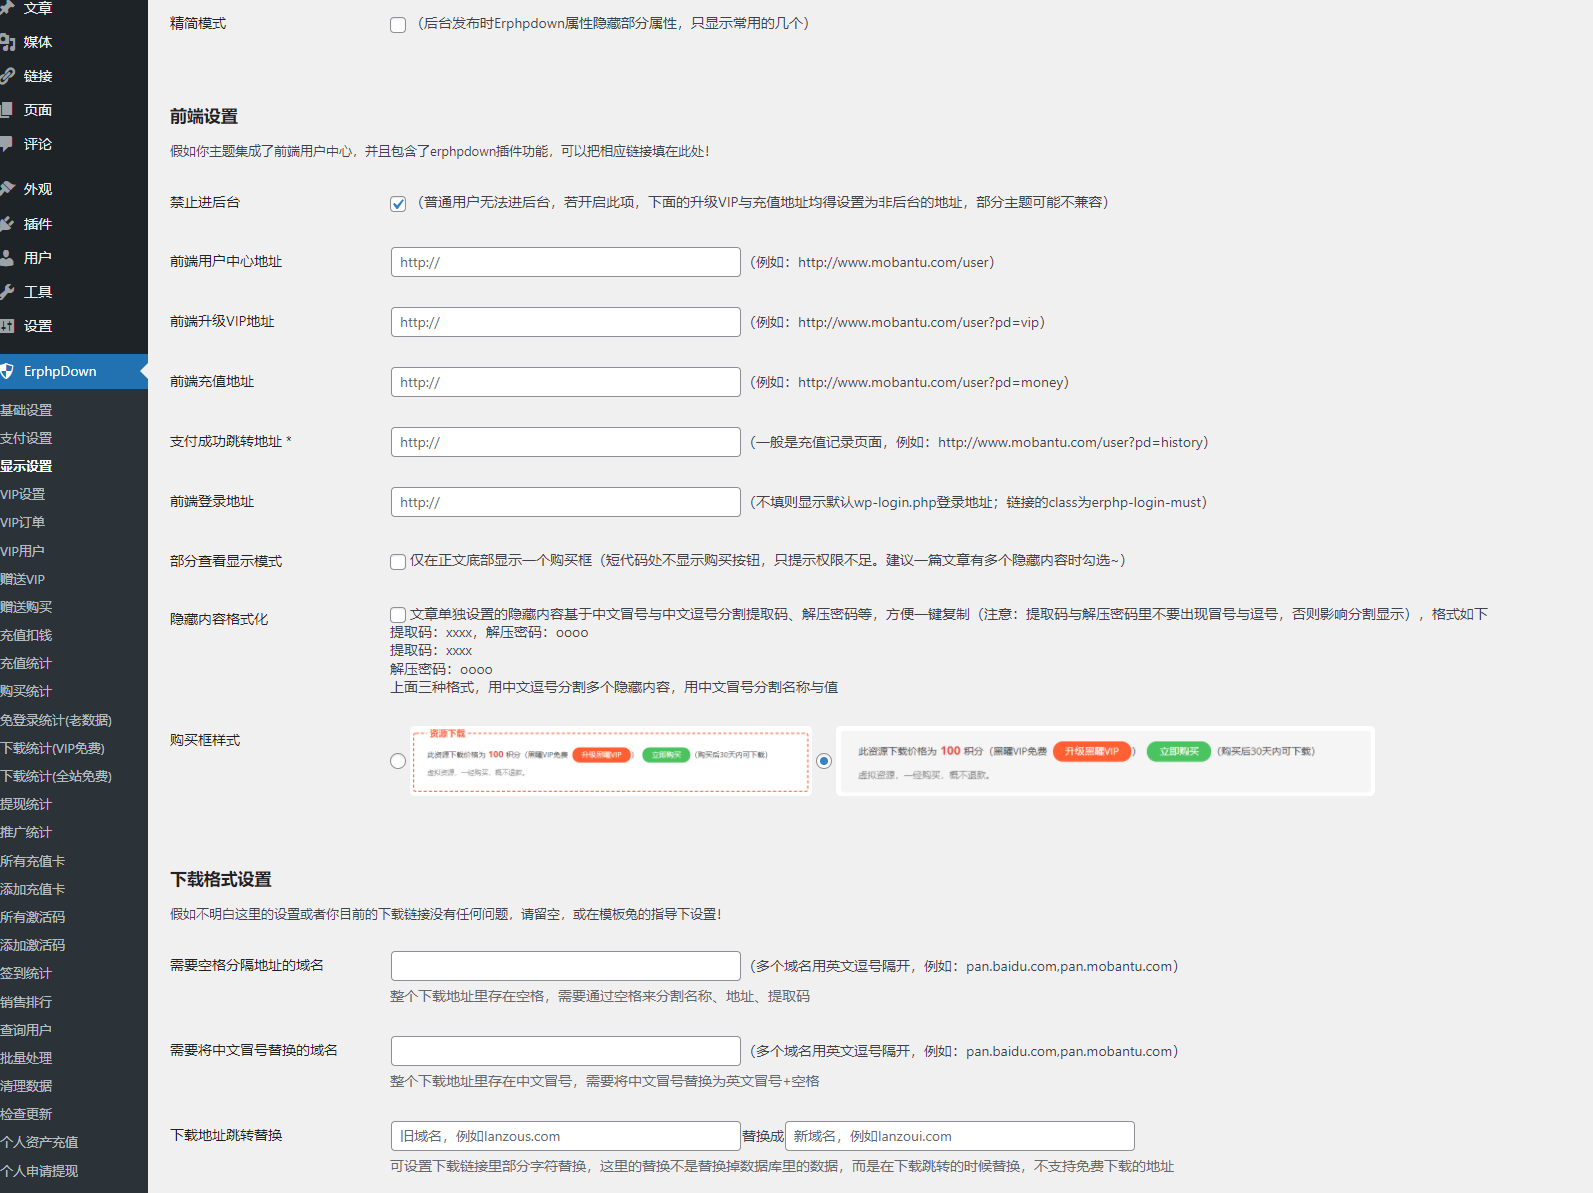 文章
媒体
链接
页面
评论
外观
插件
用户
工具
设置
ErphpDown
基础设置
支付设置
显示设置
VIP设置
VIP订单
VIP用户
赠送VIP
赠送购买
充值扣钱
充值统计
购买统计
免登录统计(老数据)
下载统计(VIP免费)
下载统计(全站免费)
提现统计
推广统计
所有充值卡
添加充值卡
所有激活码
添加激活码
签到统计
销售排行
查询用户
批量处理
清理数据
检查更新
个人资产充值
个人申请提现
精简模式
（后台发布时Erphpdown属性隐藏部分属性，只显示常用的几个）
前端设置
假如你主题集成了前端用户中心，并且包含了erphpdown插件功能，可以把相应链接填在此处！
禁止进后台
（普通用户无法进后台，若开启此项，下面的升级VIP与充值地址均得设置为非后台的地址，部分主题可能不兼容）
前端用户中心地址
http://
（例如：http://www.mobantu.com/user）
前端升级VIP地址
http://
（例如：http://www.mobantu.com/user?pd=vip）
前端充值地址
http://
（例如：http://www.mobantu.com/user?pd=money）
支付成功跳转地址 *
http://
（一般是充值记录页面，例如：http://www.mobantu.com/user?pd=history）
前端登录地址
http://
（不填则显示默认wp-login.php登录地址；链接的class为erphp-login-must）
部分查看显示模式
仅在正文底部显示一个购买框（短代码处不显示购买按钮，只提示权限不足。建议一篇文章有多个隐藏内容时勾选~）
隐藏内容格式化
文章单独设置的隐藏内容基于中文冒号与中文逗号分割提取码、解压密码等，方便一键复制（注意：提取码与解压密码里不要出现冒号与逗号，否则影响分割显示），格式如下
提取码：xxxx，解压密码：oooo
提取码：xxxx
解压密码：oooo
上面三种格式，用中文逗号分割多个隐藏内容，用中文冒号分割名称与值
购买框样式
资源下载
此资源下载价格为 100 积分（黑曜VIP免费 升级黑曜VIP ） 立即购买 （购买后30天内可下载）
虚拟资源，一经购买，概不退款。
此资源下载价格为 100 积分（黑曜VIP免费 升级黑曜VIP ） 立即购买 （购买后30天内可下载）
虚拟资源，一经购买，概不退款。
下载格式设置
假如不明白这里的设置或者你目前的下载链接没有任何问题，请留空，或在模板兔的指导下设置！
需要空格分隔地址的域名
（多个域名用英文逗号隔开，例如：pan.baidu.com,pan.mobantu.com）
整个下载地址里存在空格，需要通过空格来分割名称、地址、提取码
需要将中文冒号替换的域名
（多个域名用英文逗号隔开，例如：pan.baidu.com,pan.mobantu.com）
整个下载地址里存在中文冒号，需要将中文冒号替换为英文冒号+空格
下载地址跳转替换
旧域名，例如lanzous.com
替换成
新域名，例如lanzoui.com
可设置下载链接里部分字符替换，这里的替换不是替换掉数据库里的数据，而是在下载跳转的时候替换，不支持免费下载的地址